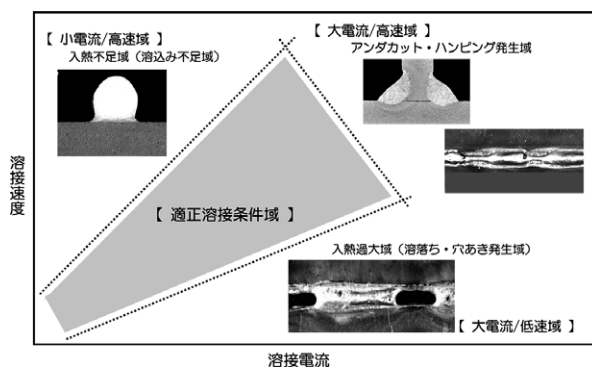 【 小電流/高速域 】
入熱不足域（溶込み不足域）
【 大電流/高速域 】
アンダカット・ハンピング発生域
溶接速度
【 適正溶接条件域 】
入熱過大域（溶落ち・穴あき発生域）
【 大電流/低速域 】
溶接電流